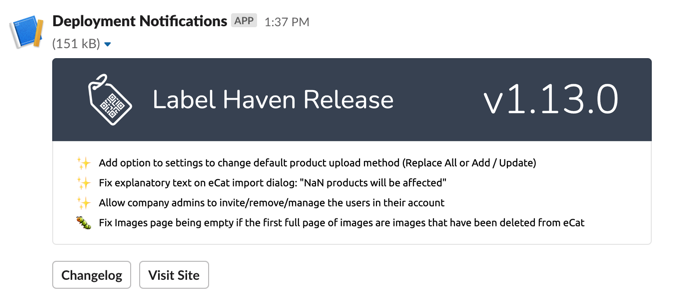 Deployment Notifications APP 1:37 PM
(151 kB)
Label Haven Release v1.13.0
Add option to settings to change default product upload method (Replace All or Add / Update)
Fix explanatory text on eCat import dialog: "NaN products will be affected"
Allow company admins to invite/remove/manage the users in their account
Fix Images page being empty if the first full page of images are images that have been deleted from eCat
Changelog Visit Site